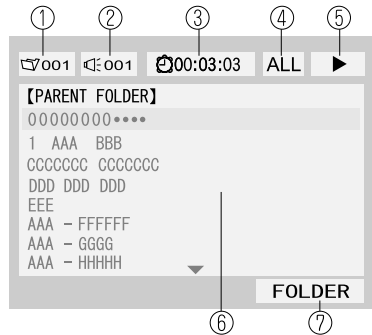 ① ② ③ ④ ⑤
001 001 00:03:03 ALL
【PARENT FOLDER】
00000000••••
1 AAA BBB
CCCCCCC CCCCCCC
DDD DDD DDD
EEE
AAA - FFFFFF
AAA - GGGG
AAA - HHHHH
FOLDER
⑥ ⑦